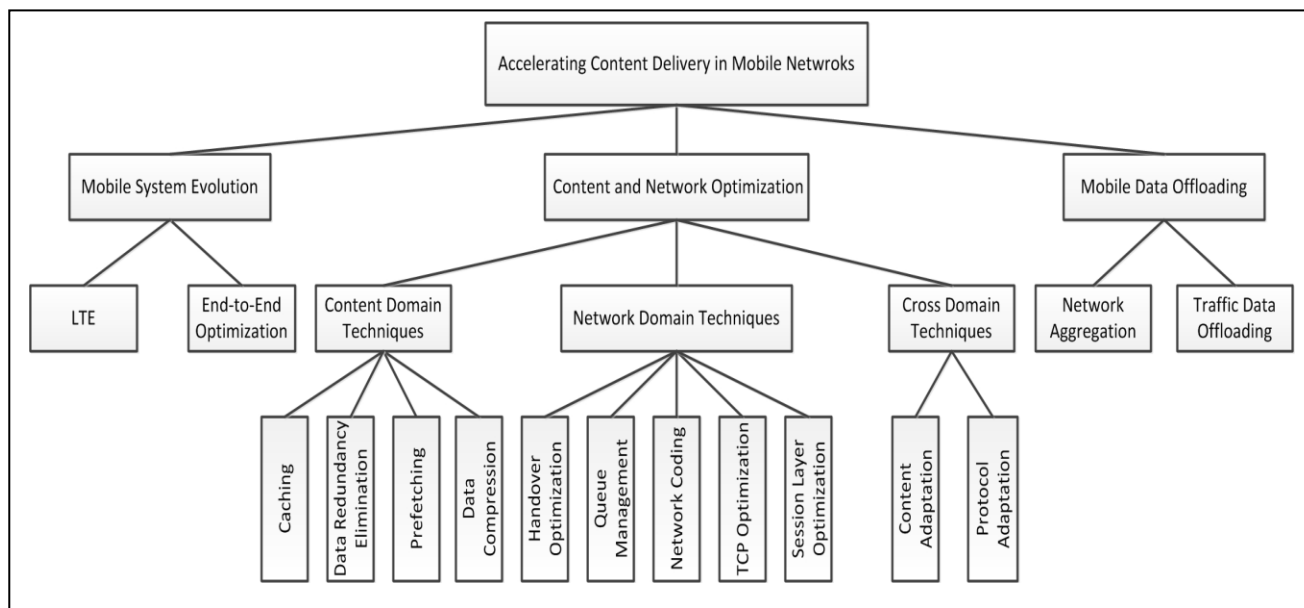 Accelerating Content Delivery in Mobile Netwroks
Mobile System Evolution
Content and Network Optimization
Mobile Data Offloading
LTE
End-to-End
Optimization
Content Domain
Techniques
Network Domain Techniques
Cross Domain
Techniques
Network
Aggregation
Traffic Data
Offloading
Caching
Data Redundancy
Elimination
Prefetching
Data
Compression
Handover
Optimization
Queue
Management
Network Coding
TCP Optimization
Session Layer
Optimization
Content
Adaptation
Protocol
Adaptation